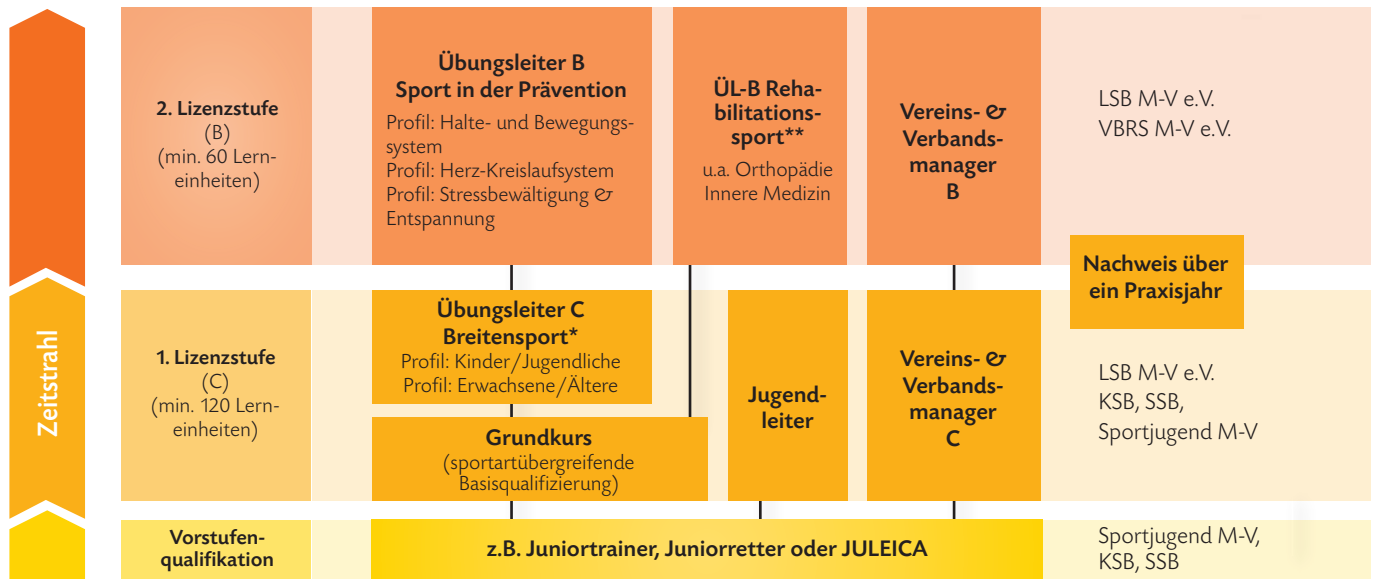 Zeitstrahl
2. Lizenzstufe
(B)
(min. 60 Lern-
einheiten)
Übungsleiter B
Sport in der Prävention
Profil: Halte- und Bewegungs-
system
Profil: Herz-Kreislaufsystem
Profil: Stressbewältigung &
Entspannung
ÜL-B Reha-
bilitations-
sport**
u.a. Orthopädie
Innere Medizin
Vereins- &
Verbands-
manager
B
LSB M-V e.V.
VBRS M-V e.V.
Nachweis über
ein Praxisjahr
1. Lizenzstufe
(C)
(min. 120 Lern-
einheiten)
Übungsleiter C
Breitensport*
Profil: Kinder/Jugendliche
Profil: Erwachsene/Ältere
Grundkurs
(sportartübergreifende
Basisqualifizierung)
Jugend-
leiter
Vereins- &
Verbands-
manager
C
LSB M-V e.V.
KSB, SSB,
Sportjugend M-V
Vorstufen-
qualifikation
z.B. Juniortrainer, Juniorretter oder JULEICA
Sportjugend M-V,
KSB, SSB